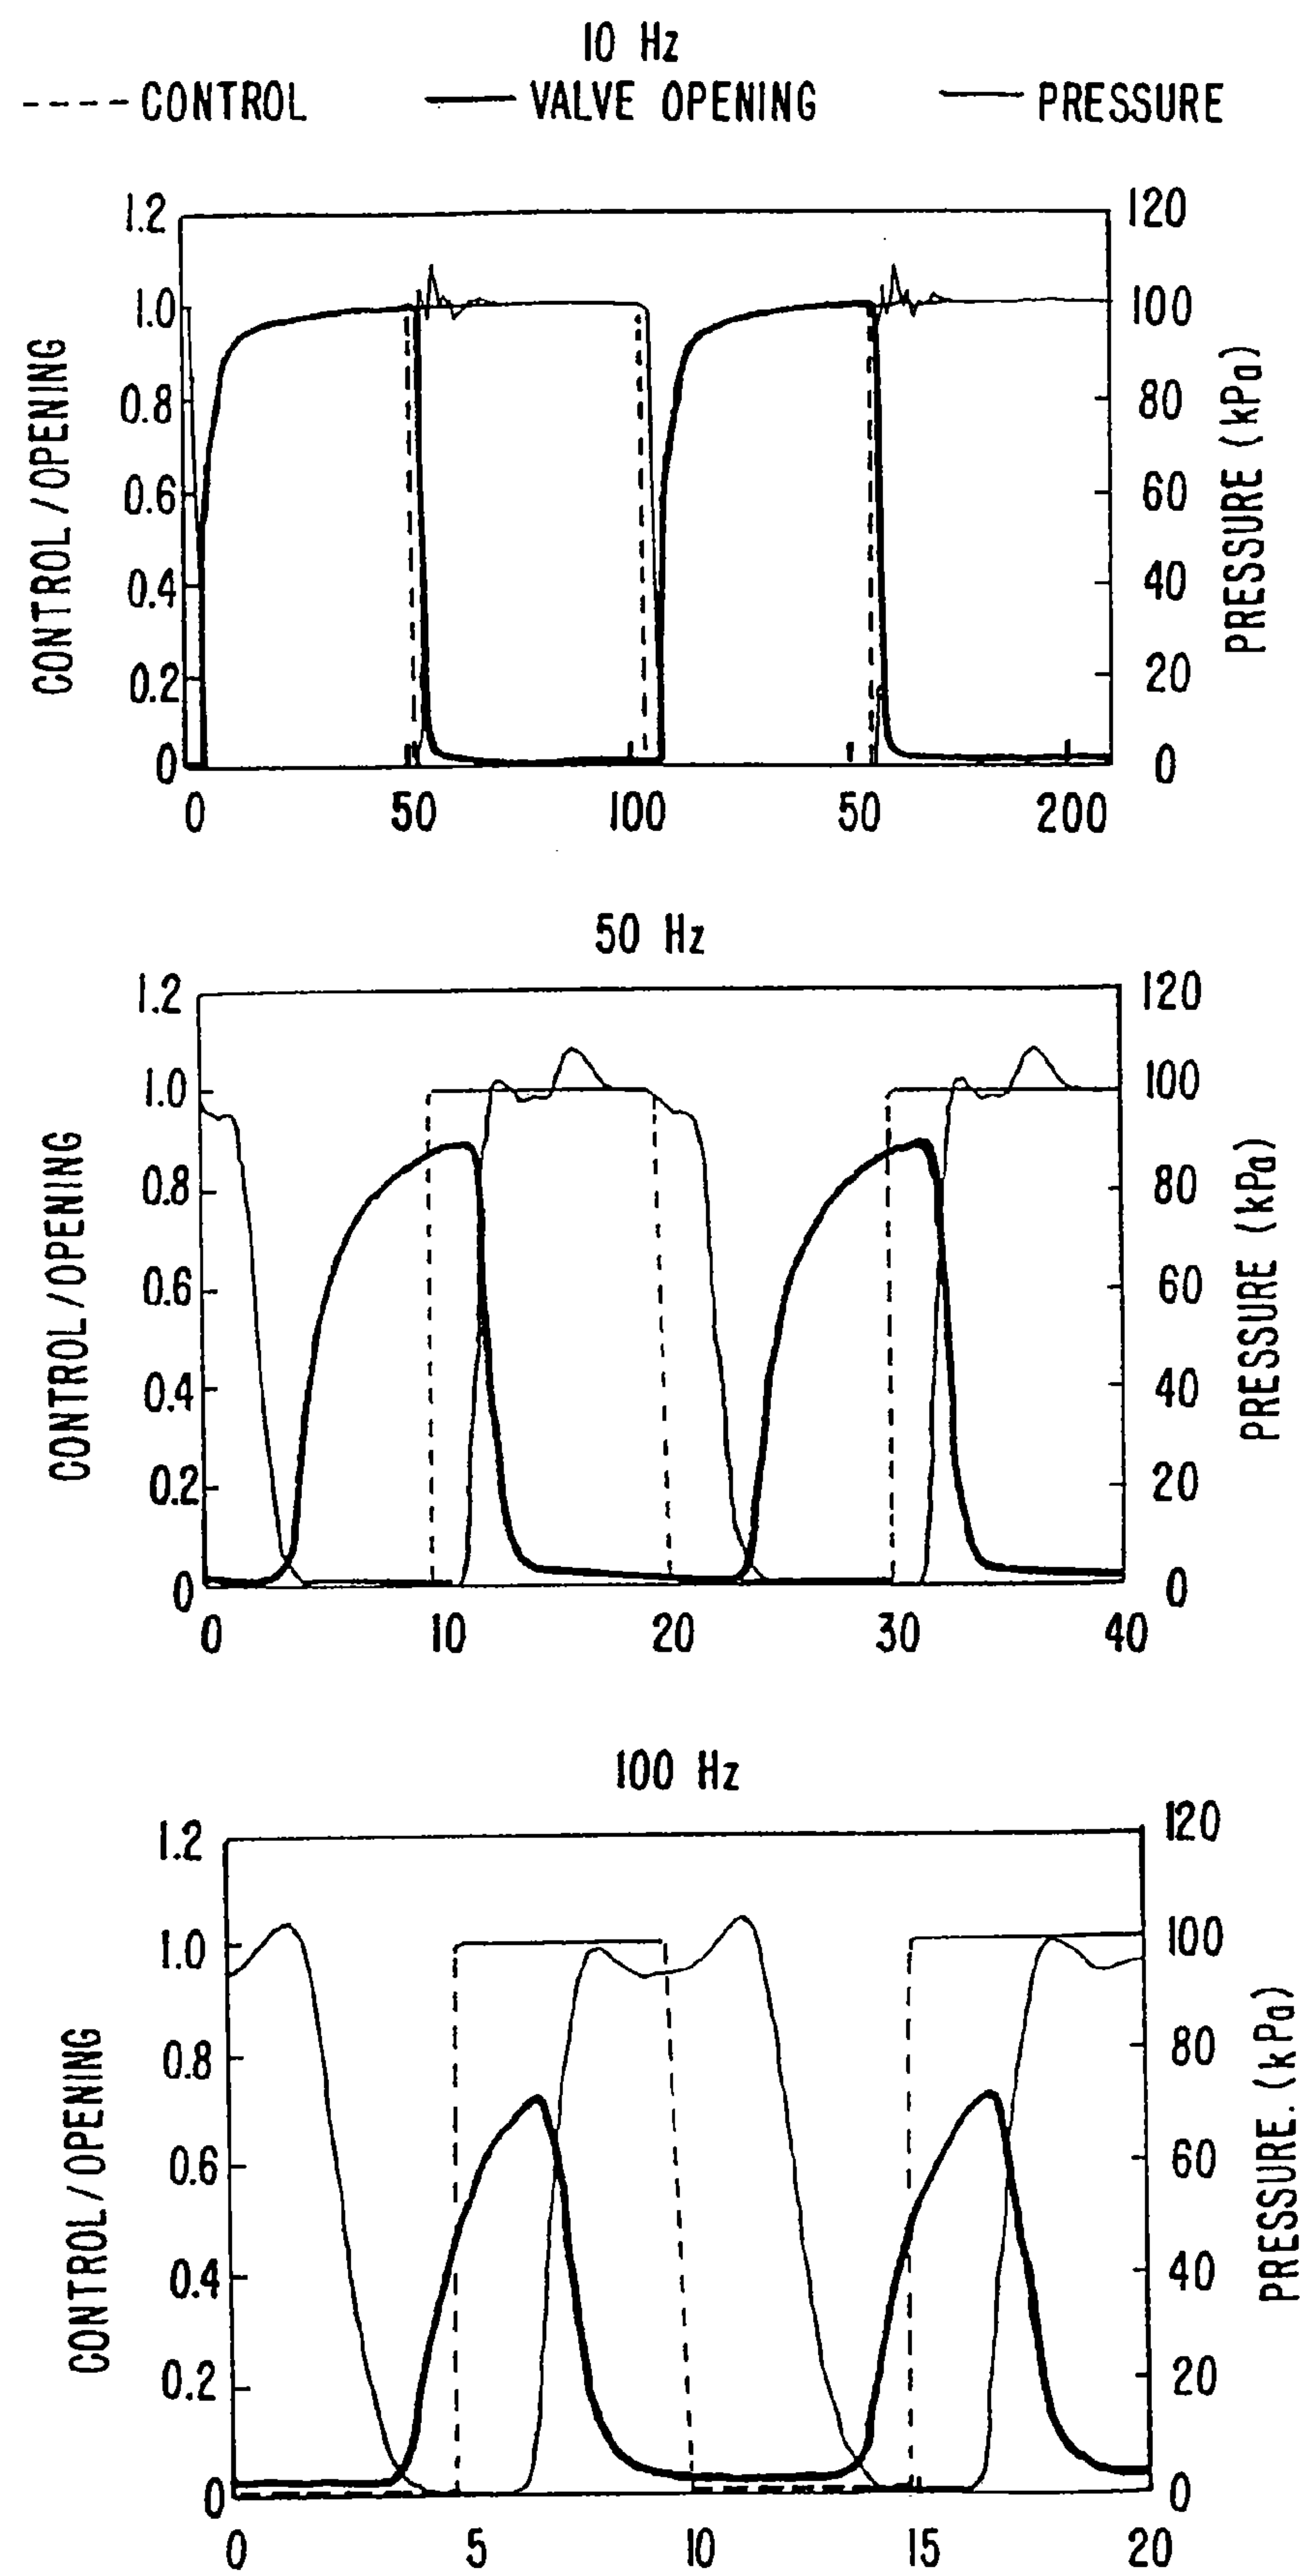 10 Hz
---- CONTROL — VALVE OPENING — PRESSURE
1.2 120
1.0 100
0.8 80
0.6 60
0.4 40
0.2 20
0 0
CONTROL/OPENING
PRESSURE (kPa)
0 50 100 50 200
50 Hz
1.2 120
1.0 100
0.8 80
0.6 60
0.4 40
0.2 20
0 0
CONTROL/OPENING
PRESSURE (kPa)
0 10 20 30 40
100 Hz
1.2 120
1.0 100
0.8 80
0.6 60
0.4 40
0.2 20
0 0
CONTROL/OPENING
PRESSURE. (kPa)
0 5 10 15 20